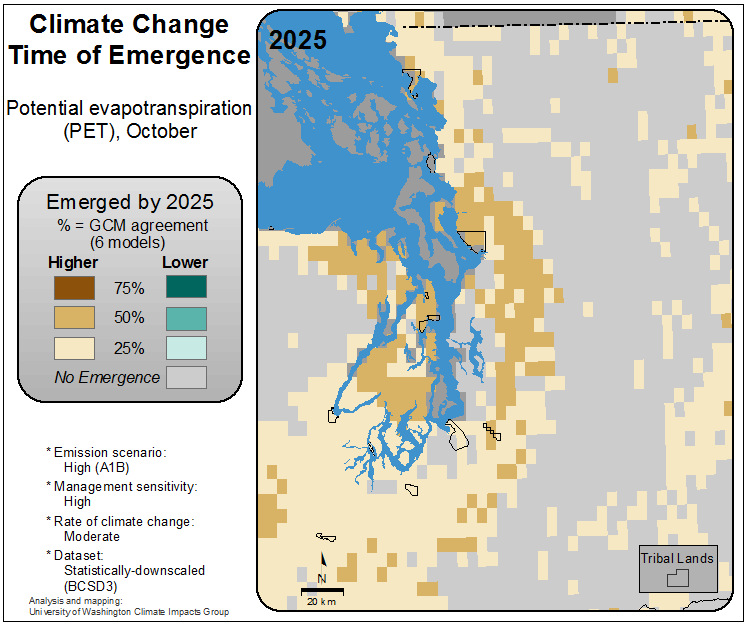 Climate Change
Time of Emergence
Potential evapotranspiration
(PET), October
Emerged by 2025
% = GCM agreement
(6 models)
Higher Lower
75%
50%
25%
No Emergence
* Emission scenario:
High (A1B)
* Management sensitivity:
High
* Rate of climate change:
Moderate
* Dataset:
Statistically-downscaled
(BCSD3)
Analysis and mapping:
University of Washington Climate Impacts Group
2025
N
20 km
Tribal Lands